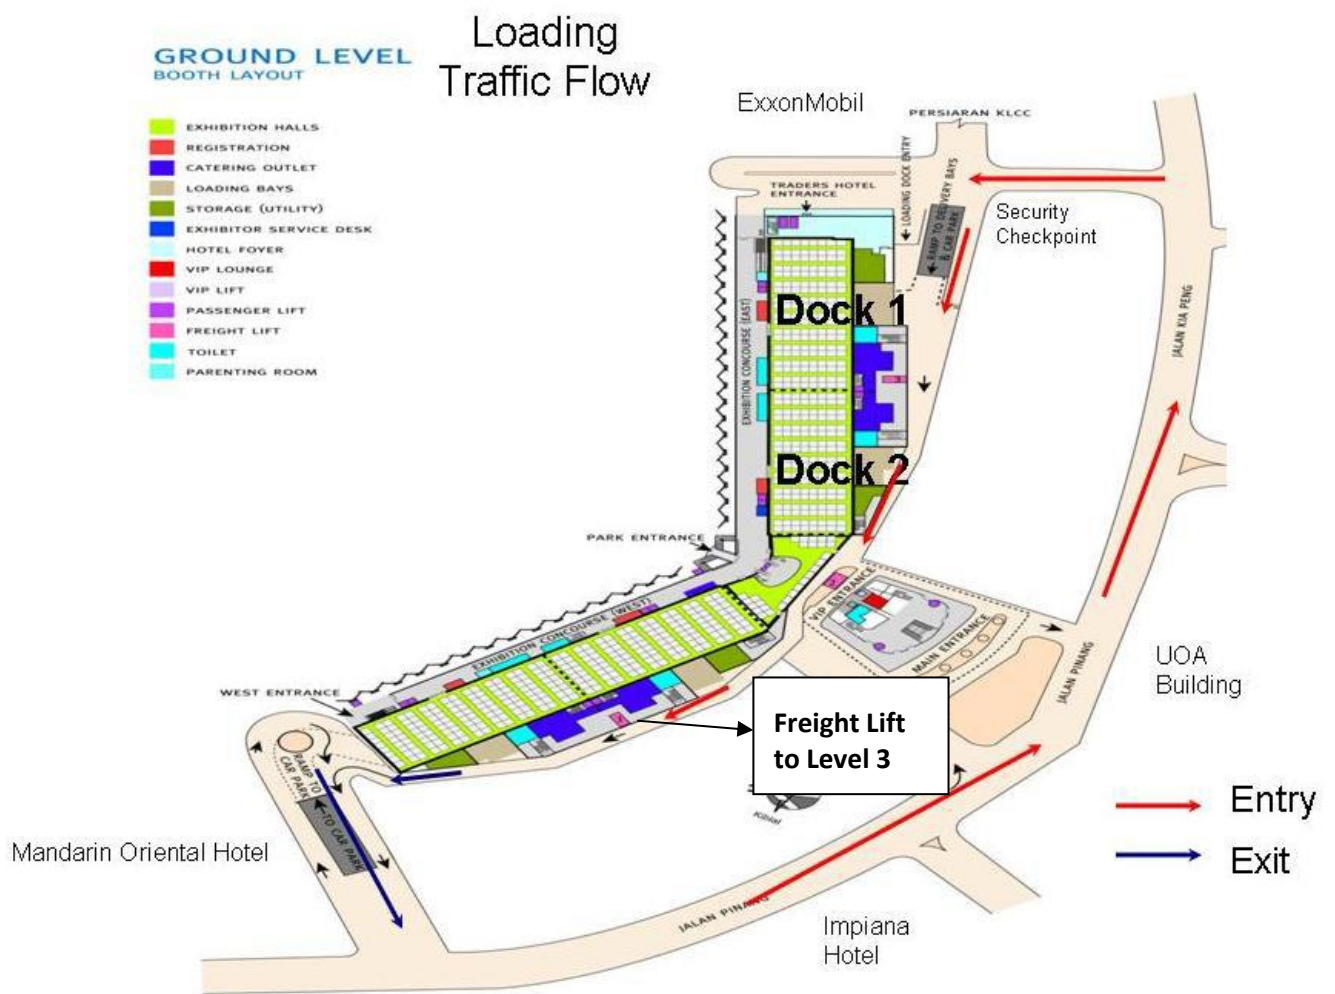 Loading
Traffic Flow
GROUND LEVEL
BOOTH LAYOUT
EXHIBITION HALLS
REGISTRATION
CATERING OUTLET
LOADING BAYS
STORAGE (UTILITY)
EXHIBITOR SERVICE DESK
HOTEL FOYER
VIP LOUNGE
VIP LIFT
PASSENGER LIFT
FREIGHT LIFT
TOILET
PARENTING ROOM
ExxonMobil
PERSIARAN KLCC
LOADING DOCK ENTRY
TRADERS HOTEL
ENTRANCE
RAMP TO DELIVERY BAYS
& CAR PARK
Security
Checkpoint
JALAN KIA PENG
Dock 1
EXHIBITION CONCOURSE (EAST)
Dock 2
PARK ENTRANCE
VIP ENTRANCE
MAIN ENTRANCE
EXHIBITION CONCOURSE (WEST)
WEST ENTRANCE
UOA
Building
JALAN PINANG
Freight Lift
to Level 3
RAMP TO
CAR PARK
TO CAR PARK
Kiblat
Entry
Mandarin Oriental Hotel
Exit
JALAN PINANG
Impiana
Hotel